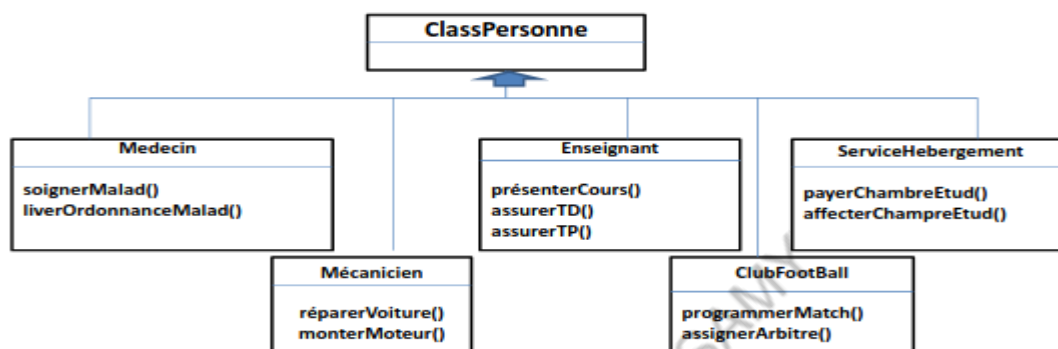 ClassPersonne
Medecin
soignerMalad()
liverOrdonnanceMalad()
Enseignant
présenterCours()
assurerTD()
assurerTP()
ServiceHebergement
payerChambreEtud()
affecterChampreEtud()
Mécanicien
réparerVoiture()
monterMoteur()
ClubFootBall
programmerMatch()
assignerArbitre()